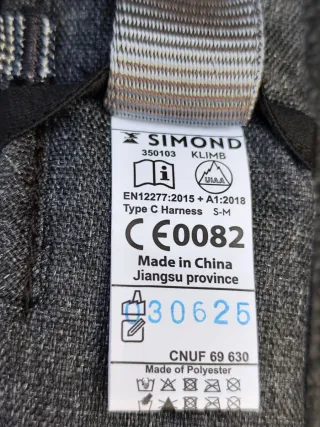 SIMOND
350103 KLIMB
UIAA
EN12277:2015 + A1:2018
Type C Harness S-M
CE0082
Made in China
Jiangsu province
030625
CNUF 69 630
Made of Polyester